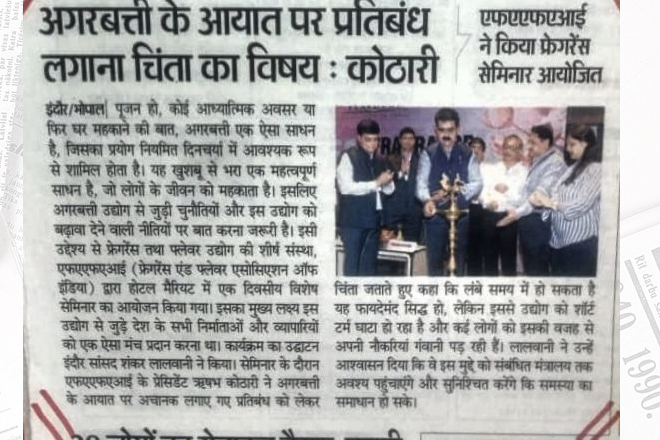 अगरबत्ती के आयात पर प्रतिबंध
लगाना चिंता का विषय : कोठारी
एफएएफएआई
ने किया फ्रेगरेंस
सेमिनार आयोजित
इंदौर/भोपाल| पूजन हो, कोई आध्यात्मिक अवसर या
फिर घर महकाने की बात, अगरबत्ती एक ऐसा साधन
है, जिसका प्रयोग नियमित दिनचर्या में आवश्यक रूप
से शामिल होता है। यह खुशबू से भरा एक महत्वपूर्ण
साधन है, जो लोगों के जीवन को महकाता है। इसलिए
अगरबत्ती उद्योग से जुड़ी चुनौतियों और इस उद्योग को
बढ़ावा देने वाली नीतियों पर बात करना जरूरी है। इसी
उद्देश्य से फ्रेगरेंस तथा फ्लेवर उद्योग की शीर्ष संस्था,
एफएएफएआई (फ्रेगरेंस एंड फ्लेवर एसोसिएशन ऑफ
इंडिया) द्वारा होटल मैरियट में एक दिवसीय विशेष
सेमिनार का आयोजन किया गया। इसका मुख्य लक्ष्य इस
उद्योग से जुड़े देश के सभी निर्माताओं और व्यापारियों
को एक ऐसा मंच प्रदान करना था। कार्यक्रम का उद्घाटन
इंदौर सांसद शंकर लालवानी ने किया। सेमिनार के दौरान
एफएएफएआई के प्रेसिडेंट ऋषभ कोठारी ने अगरबत्ती
के आयात पर अचानक लगाए गए प्रतिबंध को लेकर
चिंता जताते हुए कहा कि लंबे समय में हो सकता है
यह फायदेमंद सिद्ध हो, लेकिन इससे उद्योग को शॉर्ट
टर्म घाटा हो रहा है और कई लोगों को इसकी वजह से
अपनी नौकरियां गंवानी पड़ रही हैं। लालवानी ने उन्हें
आश्वासन दिया कि वे इस मुद्दे को संबंधित मंत्रालय तक
अवश्य पहुंचाएंगे और सुनिश्चित करेंगे कि समस्या का
समाधान हो सके।
1990.